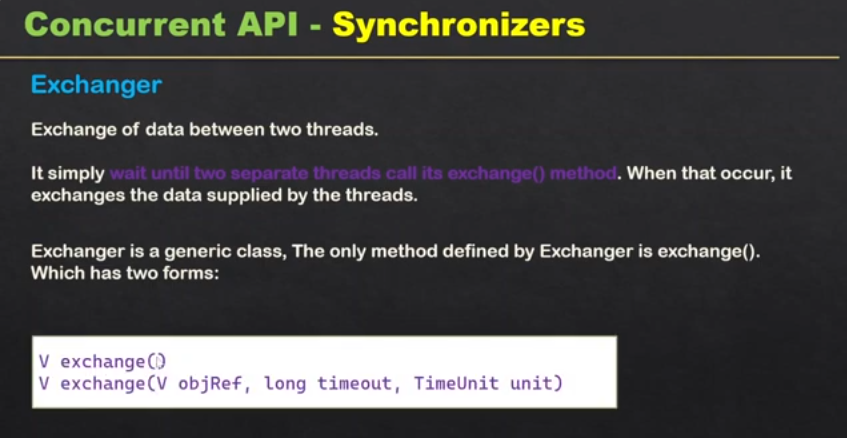 Concurrent API - Synchronizers
Exchanger
Exchange of data between two threads.
It simply wait until two separate threads call its exchange() method. When that occur, it
exchanges the data supplied by the threads.
Exchanger is a generic class, The only method defined by Exchanger is exchange().
Which has two forms:
V exchange()
V exchange(V objRef, long timeout, TimeUnit unit)